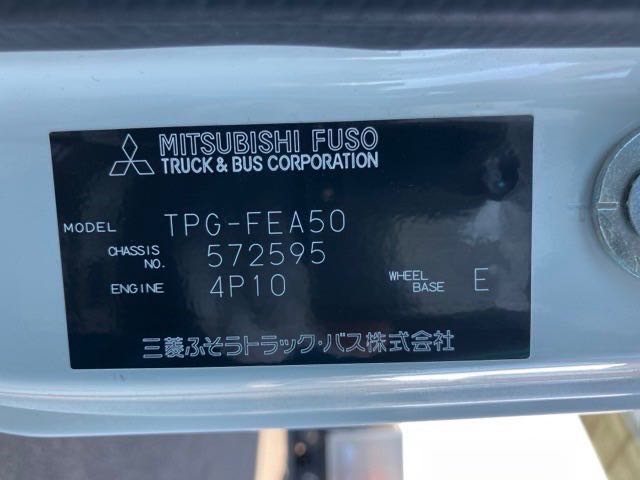 MITSUBISHI FUSO
TRUCK & BUS CORPORATION
MODEL TPG-FEA50
CHASSIS NO. 572595
ENGINE 4P10 WHEEL BASE E
三菱ふそうトラック・バス株式会社